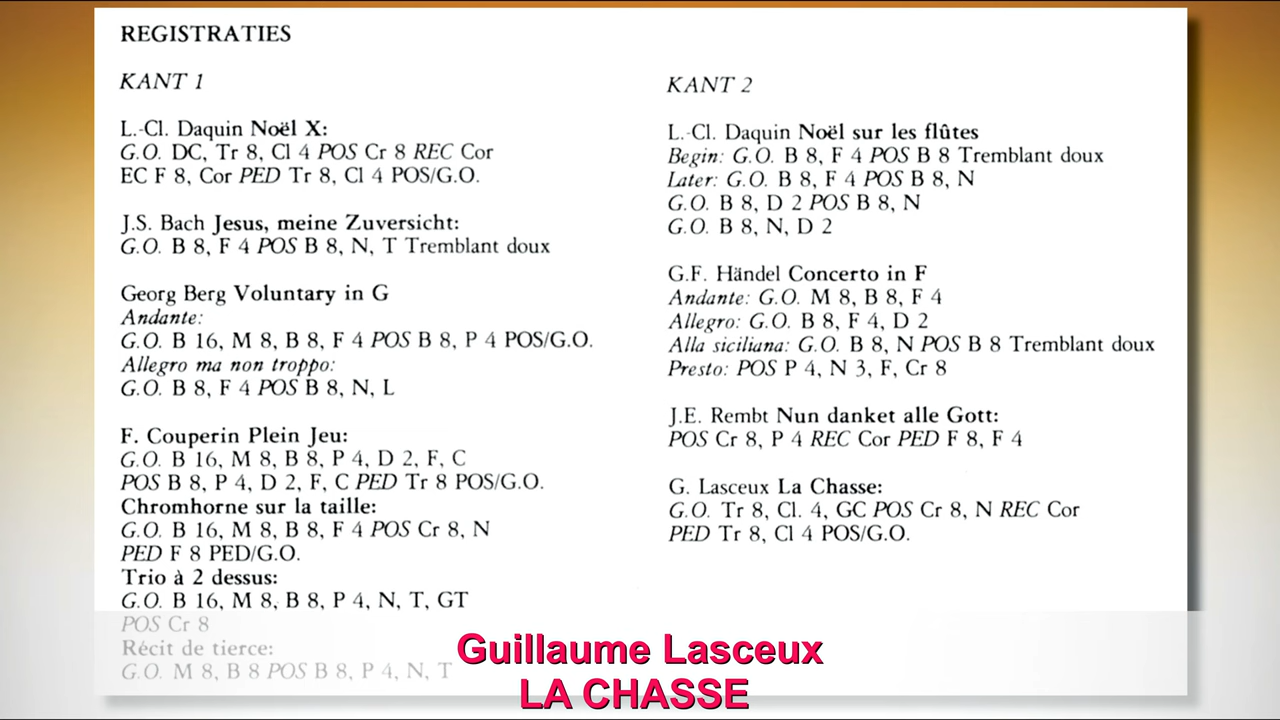 REGISTRATIES
KANT 1
L.-Cl. Daquin Noël X:
G.O. DC, Tr 8, Cl 4 POS Cr 8 REC Cor
EC F 8, Cor PED Tr 8, Cl 4 POS/G.O.
J.S. Bach Jesus, meine Zuversicht:
G.O. B 8, F 4 POS B 8, N, T Tremblant doux
Georg Berg Voluntary in G
Andante:
G.O. B 16, M 8, B 8, F 4 POS B 8, P 4 POS/G.O.
Allegro ma non troppo:
G.O. B 8, F 4 POS B 8, N, L
F. Couperin Plein Jeu:
G.O. B 16, M 8, B 8, P 4, D 2, F, C
POS B 8, P 4, D 2, F, C PED Tr 8 POS/G.O.
Chromhorne sur la taille:
G.O. B 16, M 8, B 8, F 4 POS Cr 8, N
PED F 8 PED/G.O.
Trio à 2 dessus:
G.O. B 16, M 8, B 8, P 4, N, T, GT
POS Cr 8
Récit de tierce:
G.O. M 8, B 8 POS B 8, P 4, N, T
KANT 2
L.-Cl. Daquin Noël sur les flûtes
Begin: G.O. B 8, F 4 POS B 8 Tremblant doux
Later: G.O. B 8, F 4 POS B 8, N
G.O. B 8, D 2 POS B 8, N
G.O. B 8, N, D 2
G.F. Händel Concerto in F
Andante: G.O. M 8, B 8, F 4
Allegro: G.O. B 8, F 4, D 2
Alla siciliana: G.O. B 8, N POS B 8 Tremblant doux
Presto: POS P 4, N 3, F, Cr 8
J.E. Rembt Nun danket alle Gott:
POS Cr 8, P 4 REC Cor PED F 8, F 4
G. Lasceux La Chasse:
G.O. Tr 8, Cl. 4, GC POS Cr 8, N REC Cor
PED Tr 8, Cl 4 POS/G.O.
Guillaume Lasceux
LA CHASSE